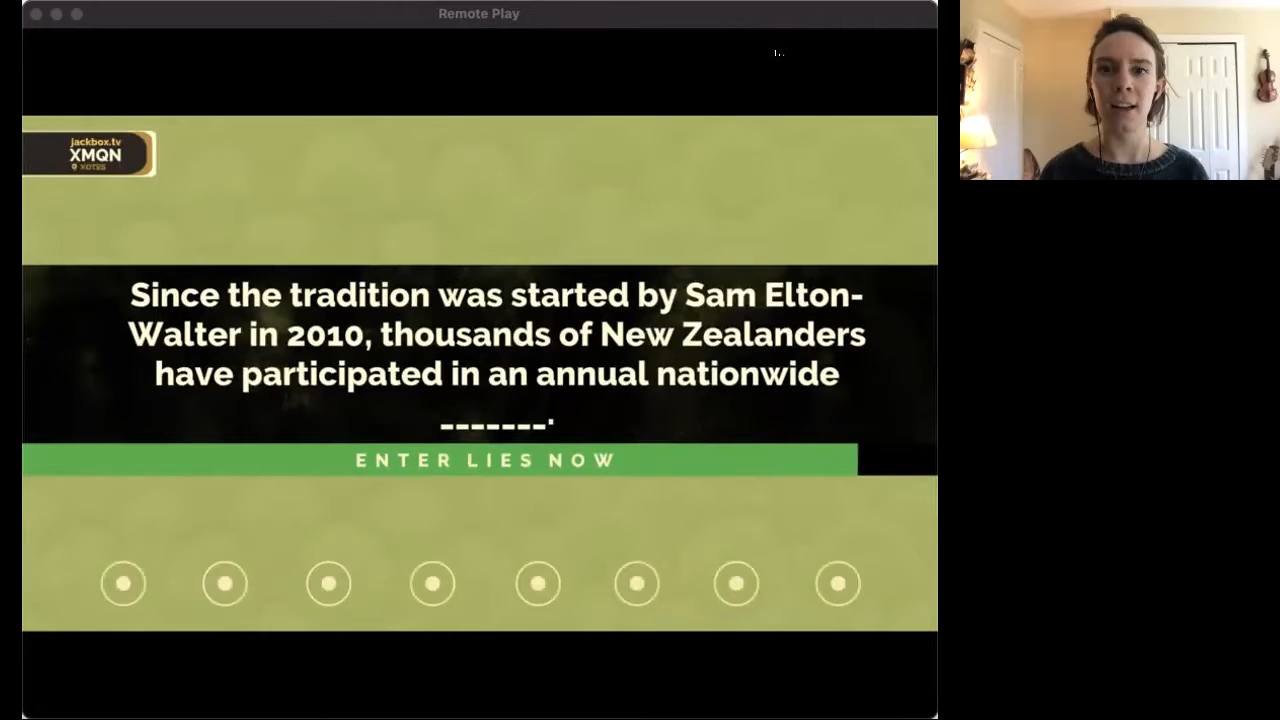 Remote Play
jackbox.tv
XMQN
Since the tradition was started by Sam Elton-
Walter in 2010, thousands of New Zealanders
have participated in an annual nationwide
_______.
ENTER LIES NOW